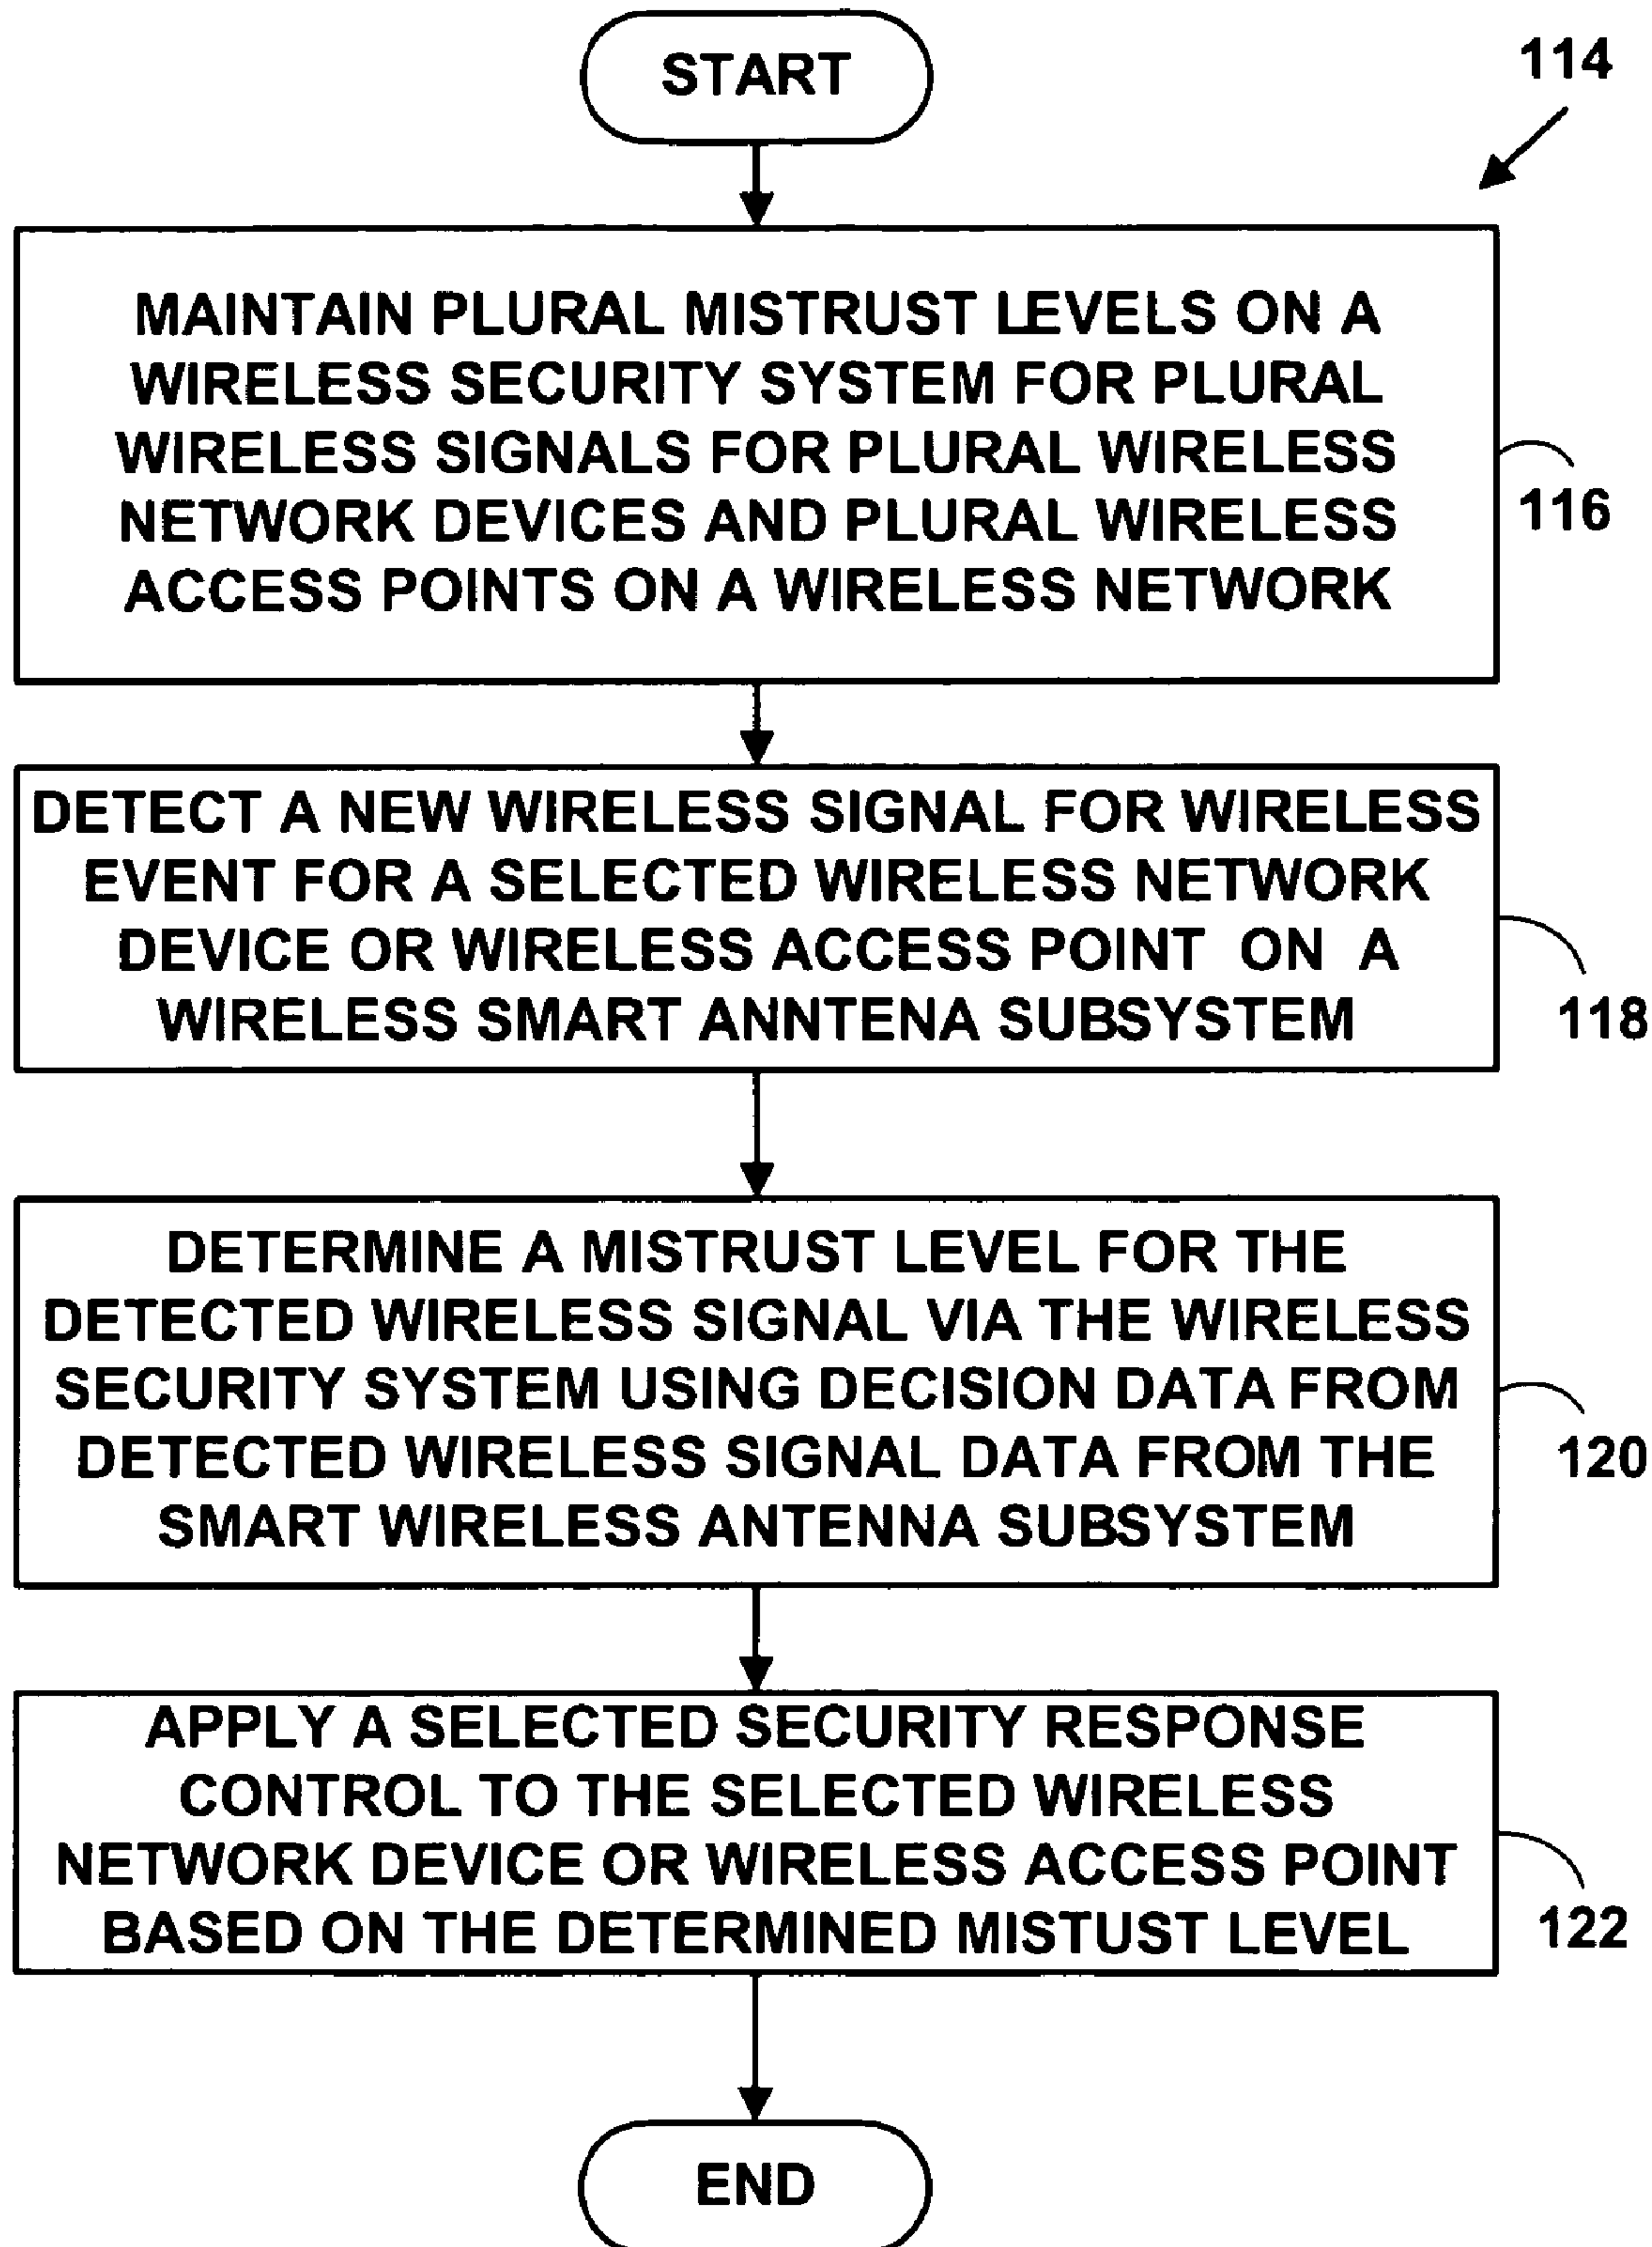 START
114
MAINTAIN PLURAL MISTRUST LEVELS ON A
WIRELESS SECURITY SYSTEM FOR PLURAL
WIRELESS SIGNALS FOR PLURAL WIRELESS
NETWORK DEVICES AND PLURAL WIRELESS
ACCESS POINTS ON A WIRELESS NETWORK
116
DETECT A NEW WIRELESS SIGNAL FOR WIRELESS
EVENT FOR A SELECTED WIRELESS NETWORK
DEVICE OR WIRELESS ACCESS POINT ON A
WIRELESS SMART ANNTENA SUBSYSTEM
118
DETERMINE A MISTRUST LEVEL FOR THE
DETECTED WIRELESS SIGNAL VIA THE WIRELESS
SECURITY SYSTEM USING DECISION DATA FROM
DETECTED WIRELESS SIGNAL DATA FROM THE
SMART WIRELESS ANTENNA SUBSYSTEM
120
APPLY A SELECTED SECURITY RESPONSE
CONTROL TO THE SELECTED WIRELESS
NETWORK DEVICE OR WIRELESS ACCESS POINT
BASED ON THE DETERMINED MISTUST LEVEL
122
END